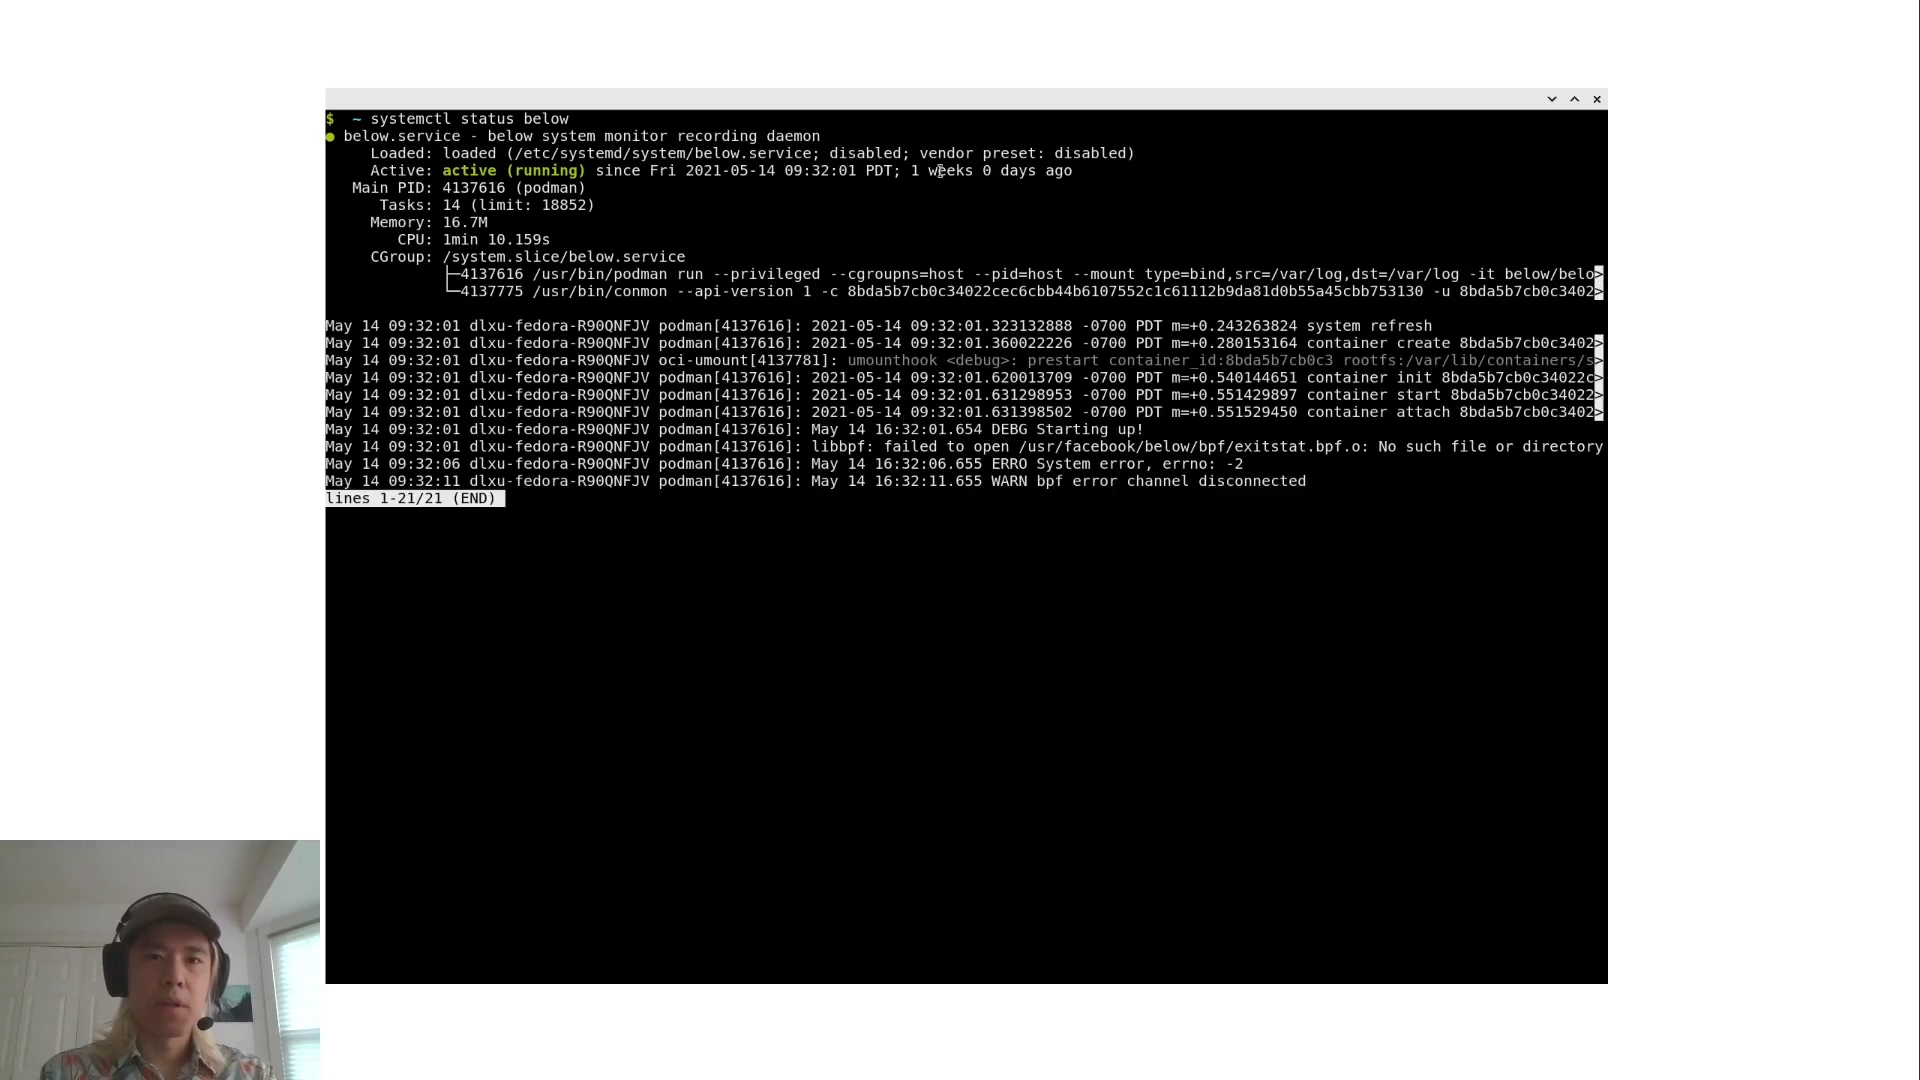 $ ~ systemctl status below
● below.service - below system monitor recording daemon
Loaded: loaded (/etc/systemd/system/below.service; disabled; vendor preset: disabled)
Active: active (running) since Fri 2021-05-14 09:32:01 PDT; 1 weeks 0 days ago
Main PID: 4137616 (podman)
Tasks: 14 (limit: 18852)
Memory: 16.7M
CPU: 1min 10.159s
CGroup: /system.slice/below.service
├─4137616 /usr/bin/podman run --privileged --cgroupns=host --pid=host --mount type=bind,src=/var/log,dst=/var/log -it below/belo>
└─4137775 /usr/bin/conmon --api-version 1 -c 8bda5b7cb0c34022cec6cbb44b6107552c1c61112b9da81d0b55a45cbb753130 -u 8bda5b7cb0c3402>
May 14 09:32:01 dlxu-fedora-R90QNFJV podman[4137616]: 2021-05-14 09:32:01.323132888 -0700 PDT m=+0.243263824 system refresh
May 14 09:32:01 dlxu-fedora-R90QNFJV podman[4137616]: 2021-05-14 09:32:01.360022226 -0700 PDT m=+0.280153164 container create 8bda5b7cb0c3402>
May 14 09:32:01 dlxu-fedora-R90QNFJV oci-umount[4137781]: umounthook <debug>: prestart container_id:8bda5b7cb0c3 rootfs:/var/lib/containers/s>
May 14 09:32:01 dlxu-fedora-R90QNFJV podman[4137616]: 2021-05-14 09:32:01.620013709 -0700 PDT m=+0.540144651 container init 8bda5b7cb0c34022c>
May 14 09:32:01 dlxu-fedora-R90QNFJV podman[4137616]: 2021-05-14 09:32:01.631298953 -0700 PDT m=+0.551429897 container start 8bda5b7cb0c34022>
May 14 09:32:01 dlxu-fedora-R90QNFJV podman[4137616]: 2021-05-14 09:32:01.631398502 -0700 PDT m=+0.551529450 container attach 8bda5b7cb0c3402>
May 14 09:32:01 dlxu-fedora-R90QNFJV podman[4137616]: May 14 16:32:01.654 DEBG Starting up!
May 14 09:32:01 dlxu-fedora-R90QNFJV podman[4137616]: libbpf: failed to open /usr/facebook/below/bpf/exitstat.bpf.o: No such file or directory
May 14 09:32:06 dlxu-fedora-R90QNFJV podman[4137616]: May 14 16:32:06.655 ERRO System error, errno: -2
May 14 09:32:11 dlxu-fedora-R90QNFJV podman[4137616]: May 14 16:32:11.655 WARN bpf error channel disconnected
lines 1-21/21 (END)